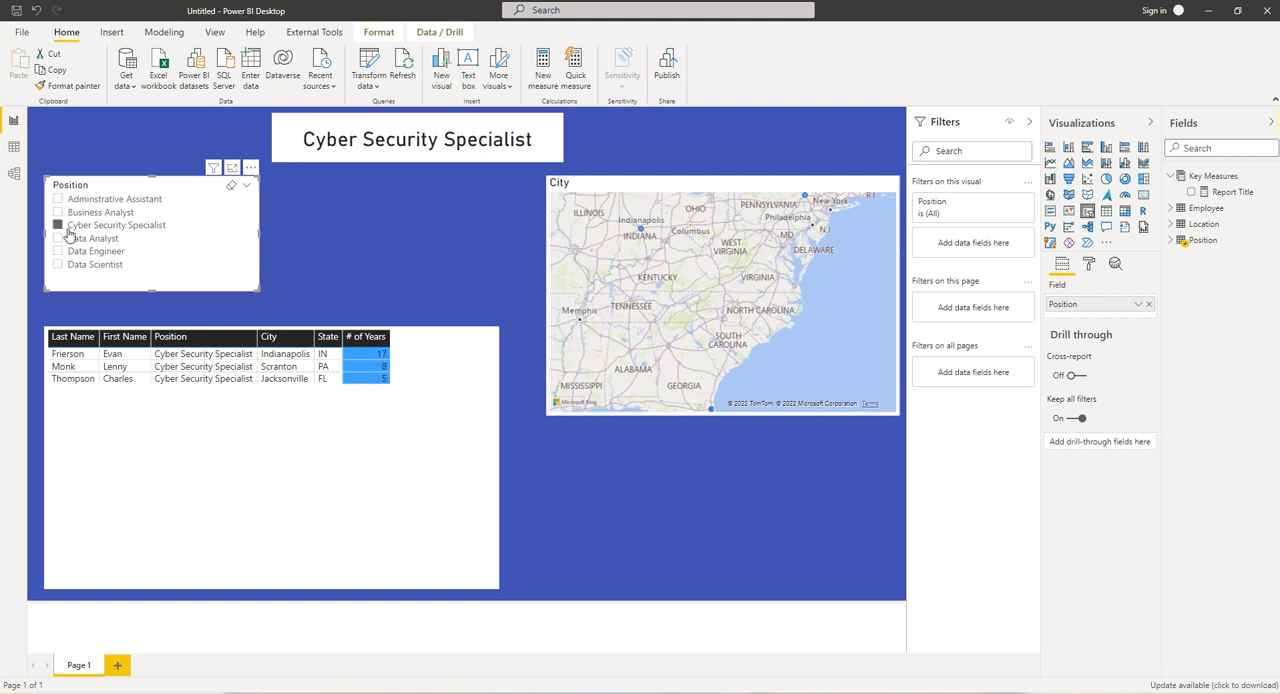 Untitled - Power BI Desktop
Search
Sign in
File
Home
Insert
Modeling
View
Help
External Tools
Format
Data / Drill
Paste
Cut
Copy
Format painter
Clipboard
Get data
Excel workbook
Power BI datasets
SQL Server
Enter data
Dataverse
Recent sources
Data
Transform data
Refresh
Queries
New visual
Text box
More visuals
Insert
New measure
Quick measure
Calculations
Sensitivity
Sensitivity
Publish
Share
Cyber Security Specialist
Position
Adminstrative Assistant
Business Analyst
Cyber Security Specialist
Data Analyst
Data Engineer
Data Scientist
Last Name First Name Position City State # of Years
Frierson Evan Cyber Security Specialist Indianapolis IN 17
Monk Lenny Cyber Security Specialist Scranton PA 8
Thompson Charles Cyber Security Specialist Jacksonville FL 5
City
ILLINOIS
Indianapolis
INDIANA
OHIO
Columbus
PENNSYLVANIA
New York
Philadelphia
NJ
MD
DELAWARE
WEST VIRGINIA
KENTUCKY
VIRGINIA
TENNESSEE
Memphis
NORTH CAROLINA
SOUTH CAROLINA
ALABAMA
MISSISSIPPI
GEORGIA
RI
Microsoft Bing
© 2022 TomTom, © 2022 Microsoft Corporation Terms
Filters
Search
Filters on this visual
Position
is (All)
Add data fields here
Filters on this page
Add data fields here
Filters on all pages
Add data fields here
Visualizations
R
Py
Field
Position
Drill through
Cross-report
Off
Keep all filters
On
Add drill-through fields here
Fields
Search
Key Measures
Report Title
Employee
Location
Position
Page 1
Page 1 of 1
Update available (click to download)